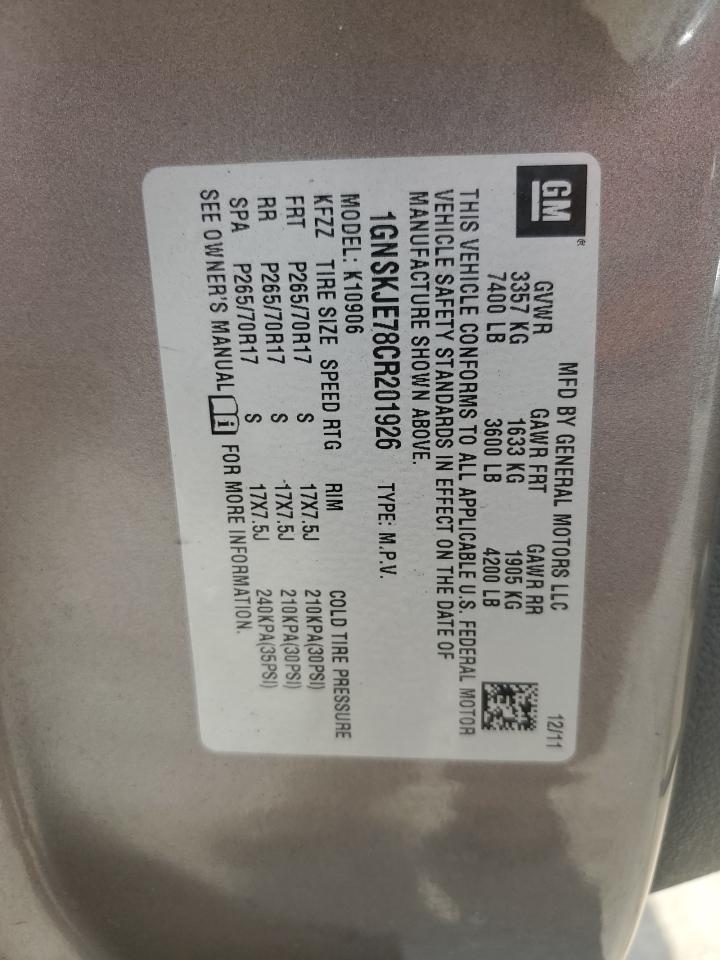 GM®
MFD BY GENERAL MOTORS LLC 12/11
GVWR GAWR FRT GAWR RR
3357 KG 1633 KG 1905 KG
7400 LB 3600 LB 4200 LB
THIS VEHICLE CONFORMS TO ALL APPLICABLE U.S. FEDERAL MOTOR
VEHICLE SAFETY STANDARDS IN EFFECT ON THE DATE OF
MANUFACTURE SHOWN ABOVE.
1GNSKJE78CR201926 TYPE: M.P.V.
MODEL: K10906
KFZZ TIRE SIZE SPEED RTG RIM COLD TIRE PRESSURE
FRT P265/70R17 S 17X7.5J 210KPA(30PSI)
RR P265/70R17 S 17X7.5J 210KPA(30PSI)
SPA P265/70R17 S 17X7.5J 240KPA(35PSI)
SEE OWNER'S MANUAL FOR MORE INFORMATION.